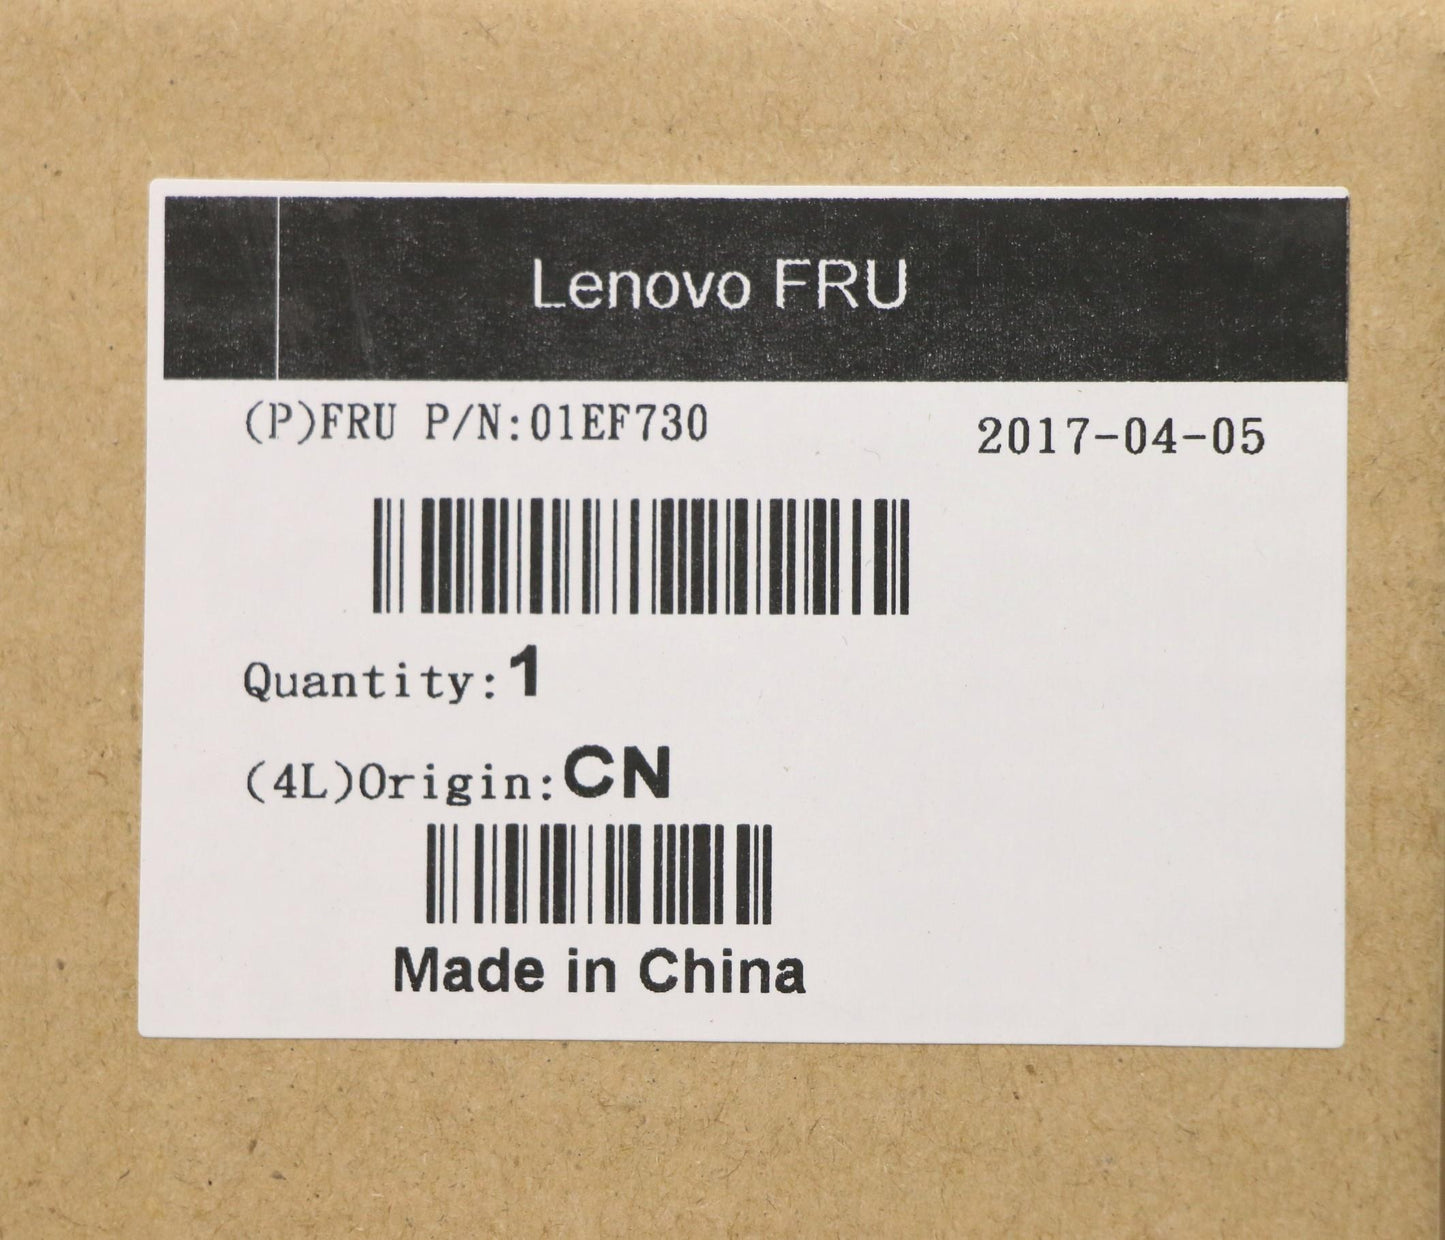 Lenovo FRU
(P)FRU P/N:01EF730
2017-04-05
Quantity:1
(4L)Origin:CN
Made in China